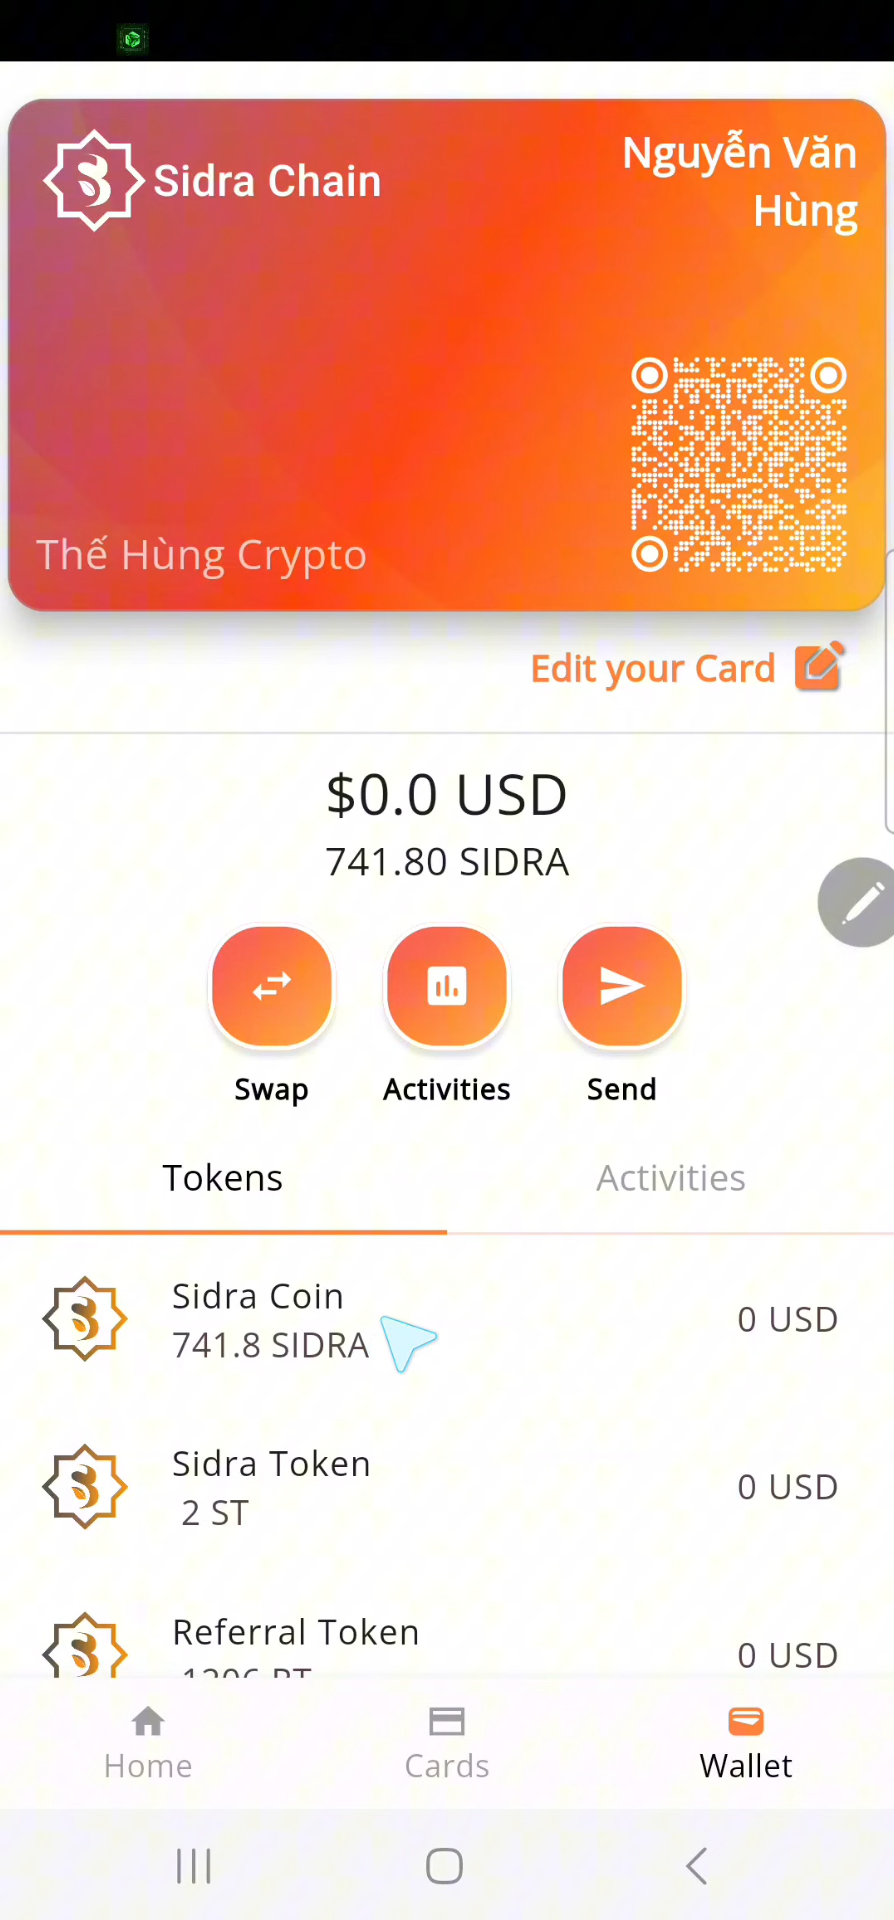 Sidra Chain
Nguyễn Văn
Hùng
Thế Hùng Crypto
Edit your Card
$0.0 USD
741.80 SIDRA
Swap
Activities
Send
Tokens
Activities
Sidra Coin
741.8 SIDRA
0 USD
Sidra Token
2 ST
0 USD
Referral Token
0 USD
Home
Cards
Wallet